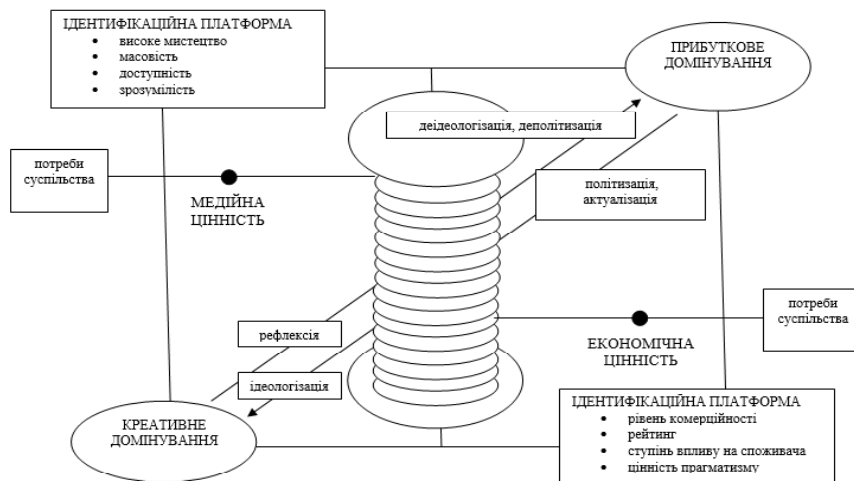 ІДЕНТИФІКАЦІЙНА ПЛАТФОРМА
• високе мистецтво
• масовість
• доступність
• зрозумілість
ПРИБУТКОВЕ
ДОМІНУВАННЯ
деідеологізація, деполітизація
потреби
суспільства
МЕДІЙНА
ЦІННІСТЬ
політизація,
актуалізація
потреби
суспільства
ЕКОНОМІЧНА
ЦІННІСТЬ
рефлексія
ідеологізація
КРЕАТИВНЕ
ДОМІНУВАННЯ
ІДЕНТИФІКАЦІЙНА ПЛАТФОРМА
• рівень комерційності
• рейтинг
• ступінь впливу на споживача
• цінність прагматизму